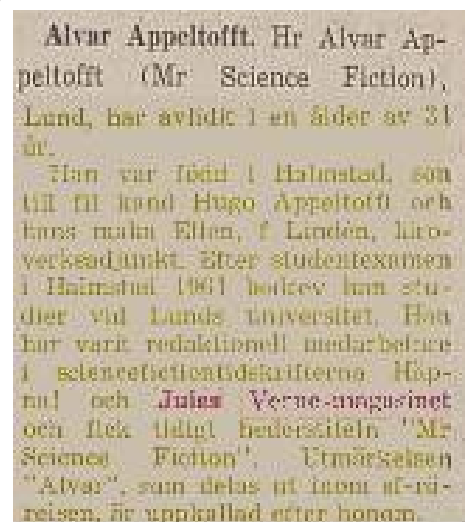 Alvar Appeltofft. Hr Alvar Ap-
peltofft (Mr Science Fiction),
Lund, har avlidit i en ålder av 34
år.
Han var född i Halmstad, son
till fil kand Hugo Appeltofft och
hans maka Ellen, f Lindén, läro-
verksadjunkt. Efter studentexamen
i Halmstad 1961 bedrev han stu-
dier vid Lunds universitet. Han
har varit redaktionell medarbetare
i sciencefictiontidskrifterna Häp-
na! och Jules Verne-magasinet
och fick tidigt hederstiteln "Mr
Science Fiction". Utmärkelsen
"Alvar", som delas ut inom sf-rö-
relsen, är uppkallad efter honom.